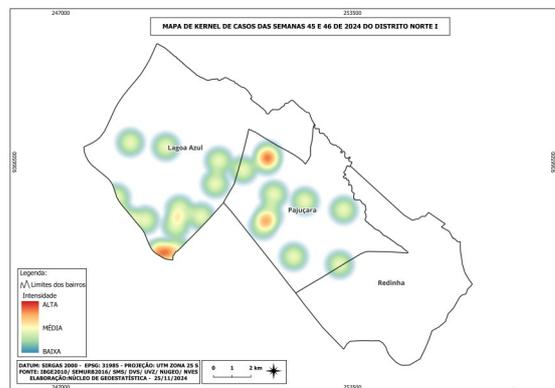 247000
253500
MAPA DE KERNEL DE CASOS DAS SEMANAS 45 E 46 DE 2024 DO DISTRITO NORTE I
Lagoa Azul
Pajuçara
Redinha
Legenda:
Limites dos bairros
Intensidade
ALTA
MÉDIA
BAIXA
DATUM: SIRGAS 2000 - EPSG: 31985 - PROJEÇÃO: UTM ZONA 25 S
FONTE: IBGE2010/ SEMURB2016/ SMS/ DVS/ UVZ/ NUGEO/ NVES
ELABORAÇÃO:NÚCLEO DE GEOESTATÍSTICA - 25/11/2024
0 1 2 km
247000
253500